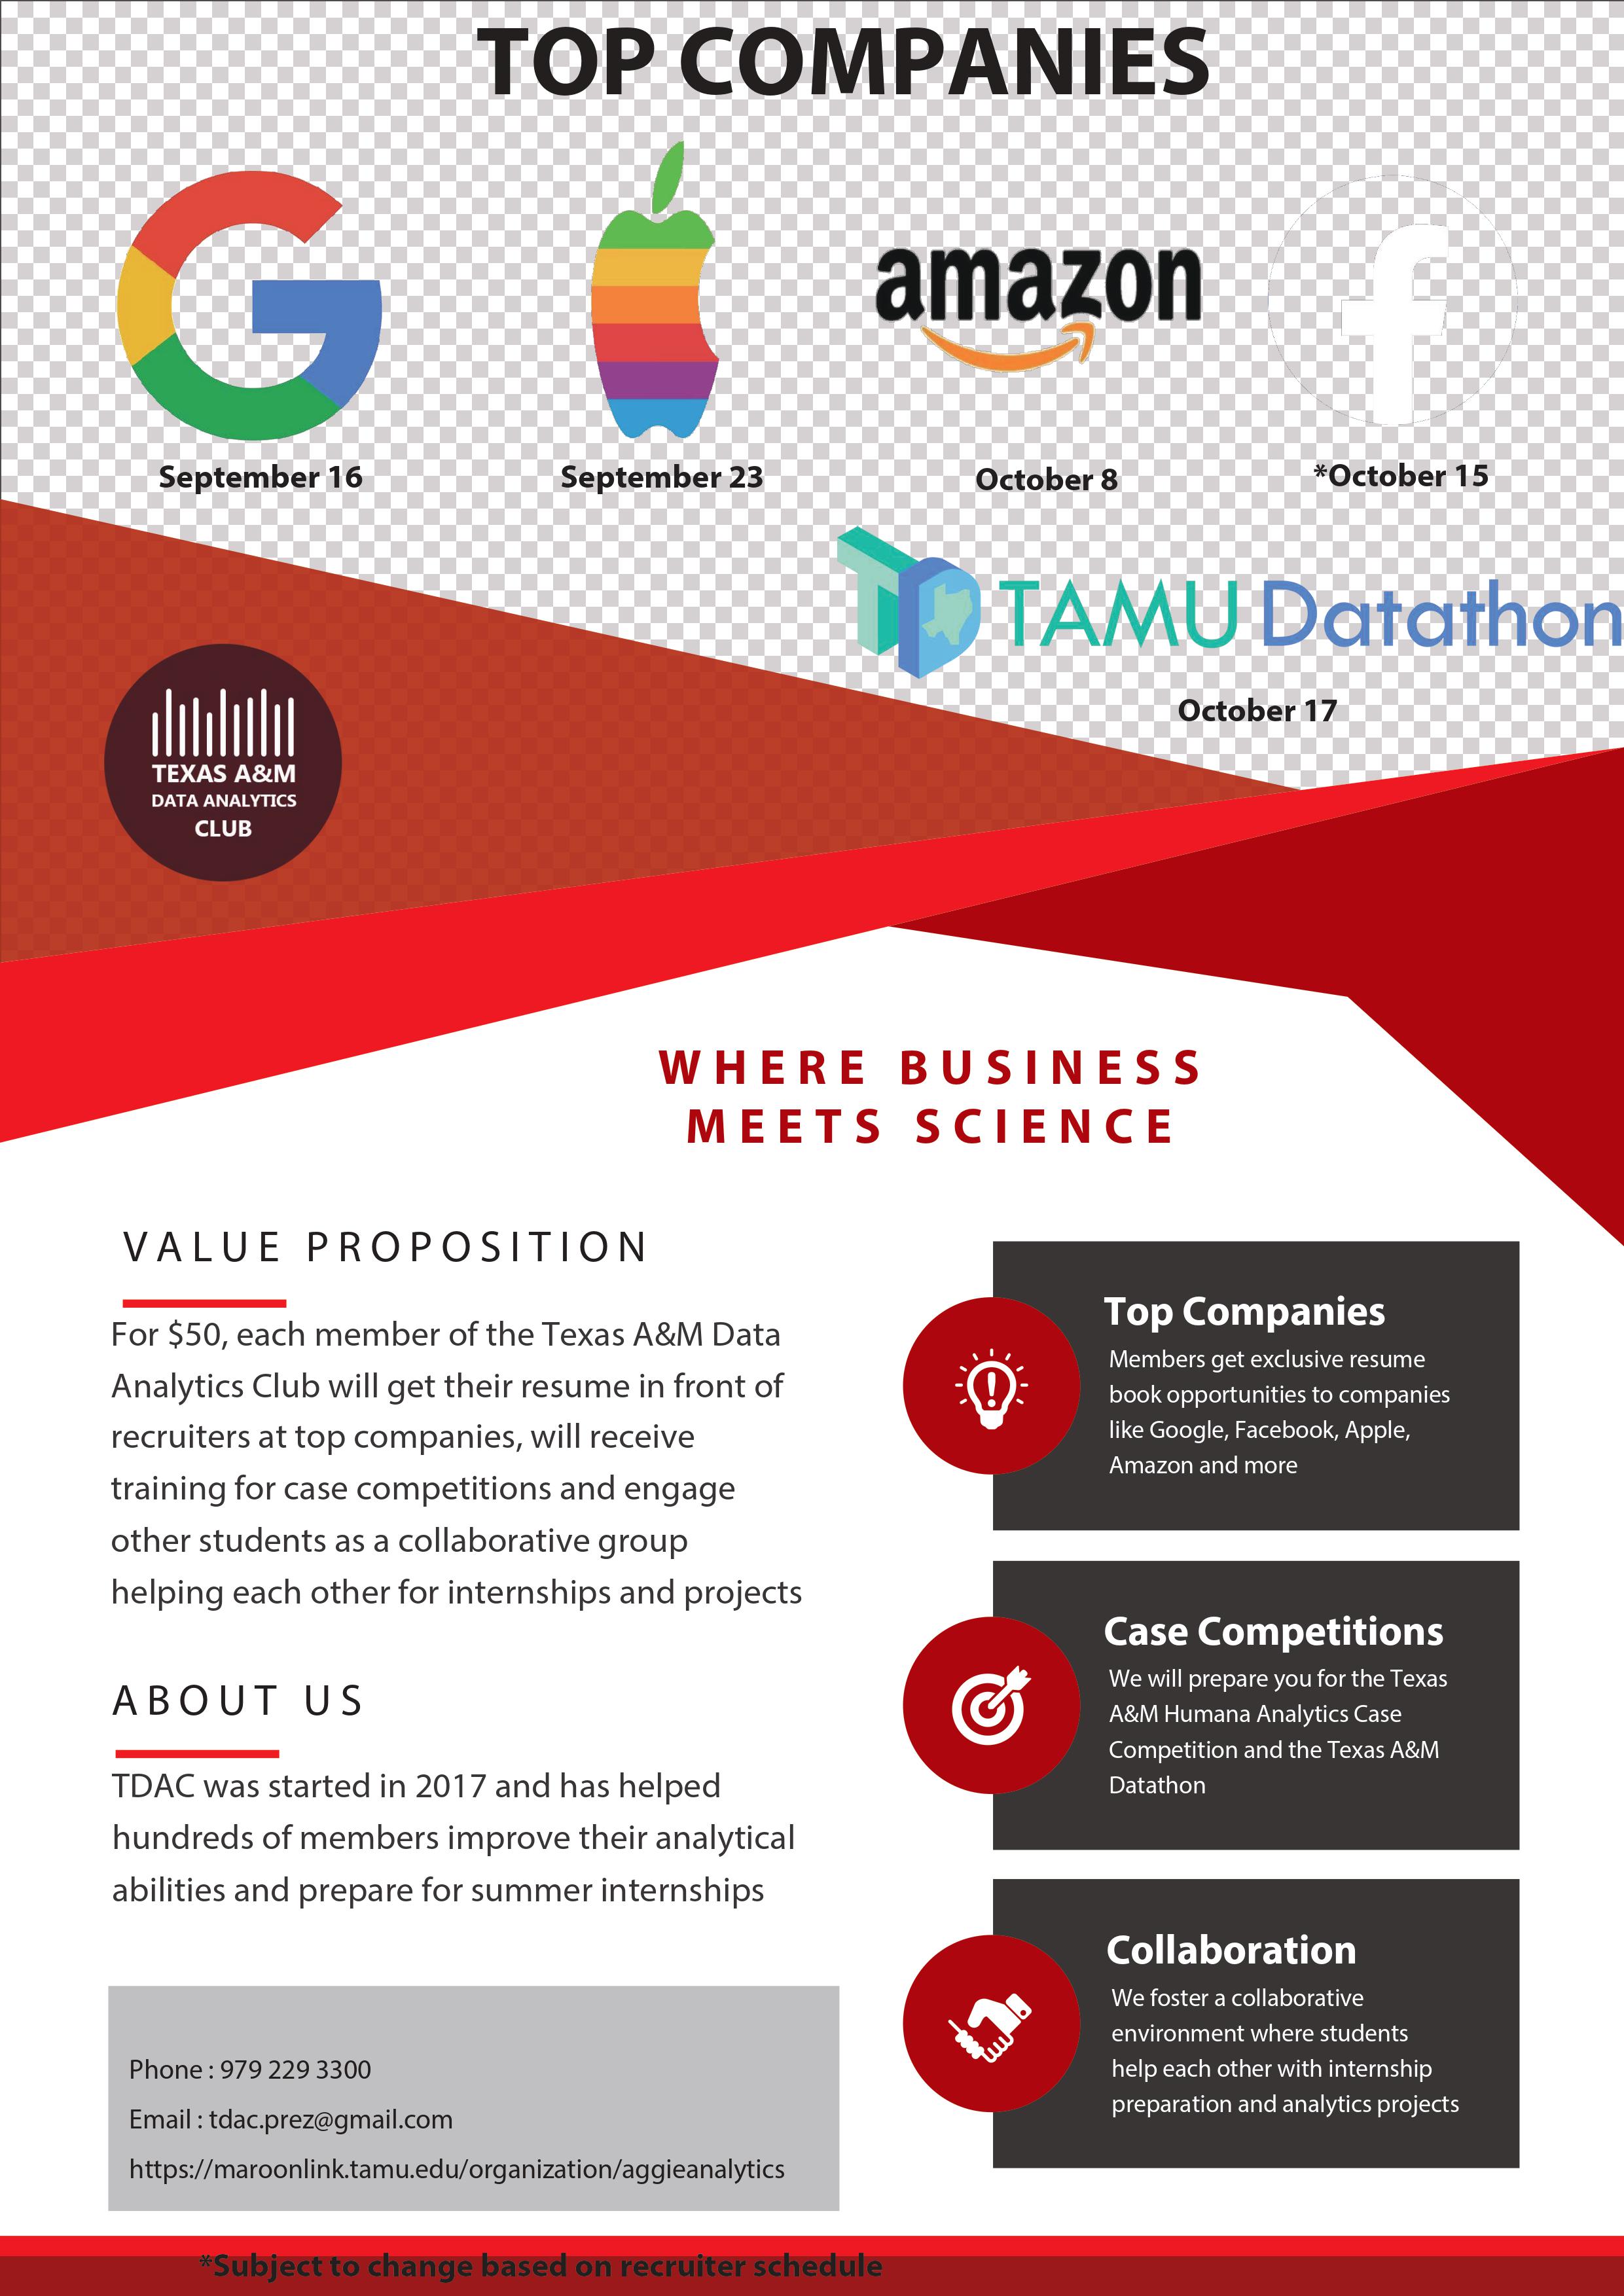 TOP COMPANIES
amazon
f
September 16
September 23
October 8
*October 15
TAMU Datathon
October 17
TEXAS A&M
DATA ANALYTICS
CLUB
WHERE BUSINESS
MEETS SCIENCE
VALUE PROPOSITION
For $50, each member of the Texas A&M Data
Analytics Club will get their resume in front of
recruiters at top companies, will receive
training for case competitions and engage
other students as a collaborative group
helping each other for internships and projects
ABOUT US
TDAC was started in 2017 and has helped
hundreds of members improve their analytical
abilities and prepare for summer internships
Phone : 979 229 3300
Email : tdac.prez@gmail.com
https://maroonlink.tamu.edu/organization/aggieanalytics
Top Companies
Members get exclusive resume
book opportunities to companies
like Google, Facebook, Apple,
Amazon and more
Case Competitions
We will prepare you for the Texas
A&M Humana Analytics Case
Competition and the Texas A&M
Datathon
Collaboration
We foster a collaborative
environment where students
help each other with internship
preparation and analytics projects
*Subject to change based on recruiter schedule